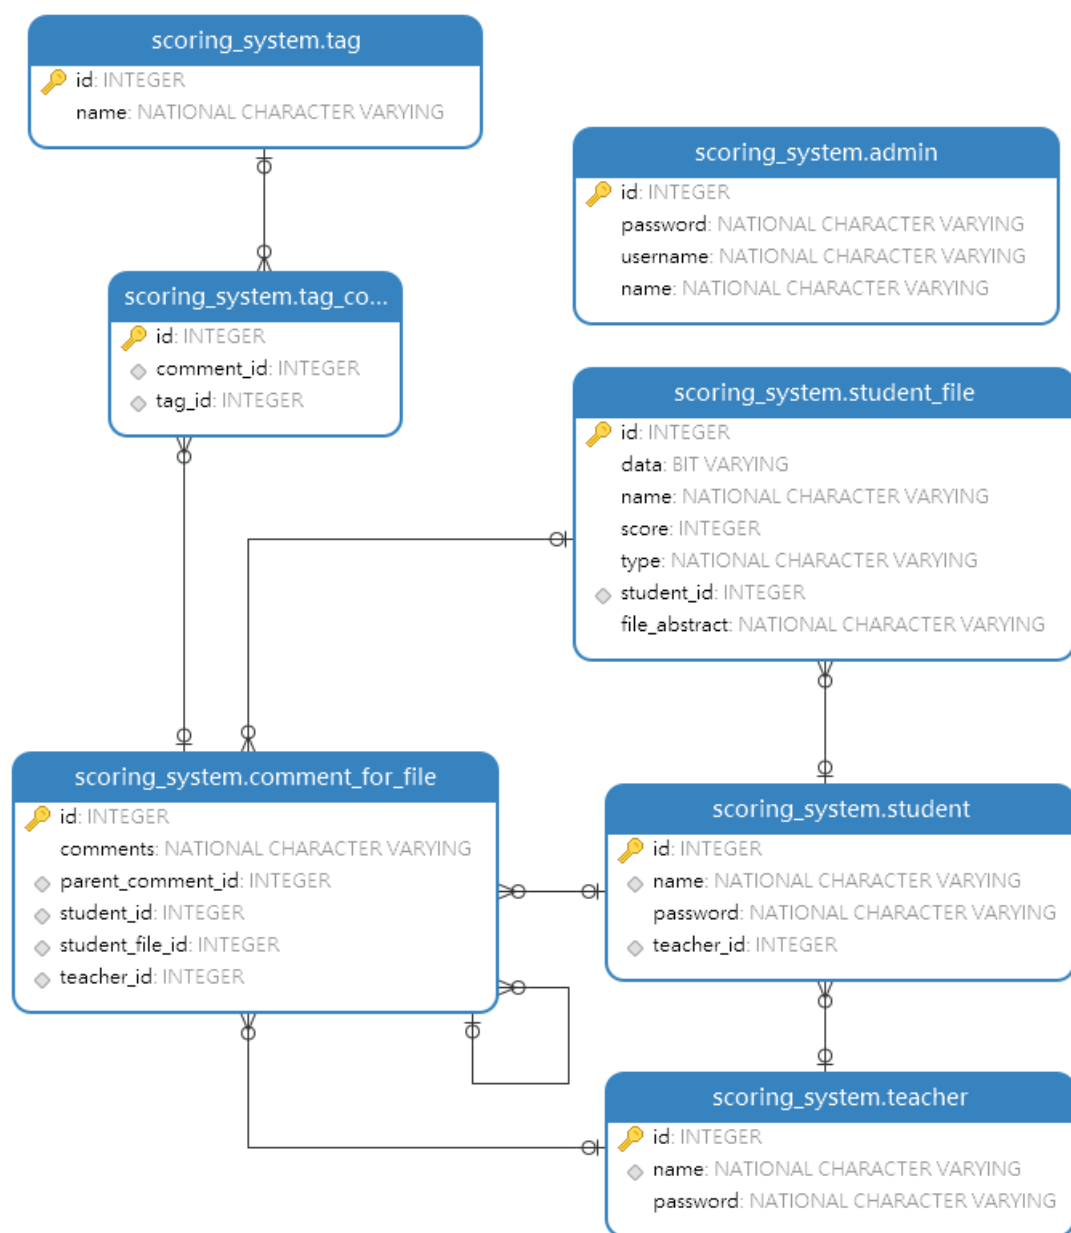 scoring_system.tag
id: INTEGER
name: NATIONAL CHARACTER VARYING
scoring_system.admin
id: INTEGER
password: NATIONAL CHARACTER VARYING
username: NATIONAL CHARACTER VARYING
name: NATIONAL CHARACTER VARYING
scoring_system.tag_co...
id: INTEGER
comment_id: INTEGER
tag_id: INTEGER
scoring_system.student_file
id: INTEGER
data: BIT VARYING
name: NATIONAL CHARACTER VARYING
score: INTEGER
type: NATIONAL CHARACTER VARYING
student_id: INTEGER
file_abstract: NATIONAL CHARACTER VARYING
scoring_system.comment_for_file
id: INTEGER
comments: NATIONAL CHARACTER VARYING
parent_comment_id: INTEGER
student_id: INTEGER
student_file_id: INTEGER
teacher_id: INTEGER
scoring_system.student
id: INTEGER
name: NATIONAL CHARACTER VARYING
password: NATIONAL CHARACTER VARYING
teacher_id: INTEGER
scoring_system.teacher
id: INTEGER
name: NATIONAL CHARACTER VARYING
password: NATIONAL CHARACTER VARYING